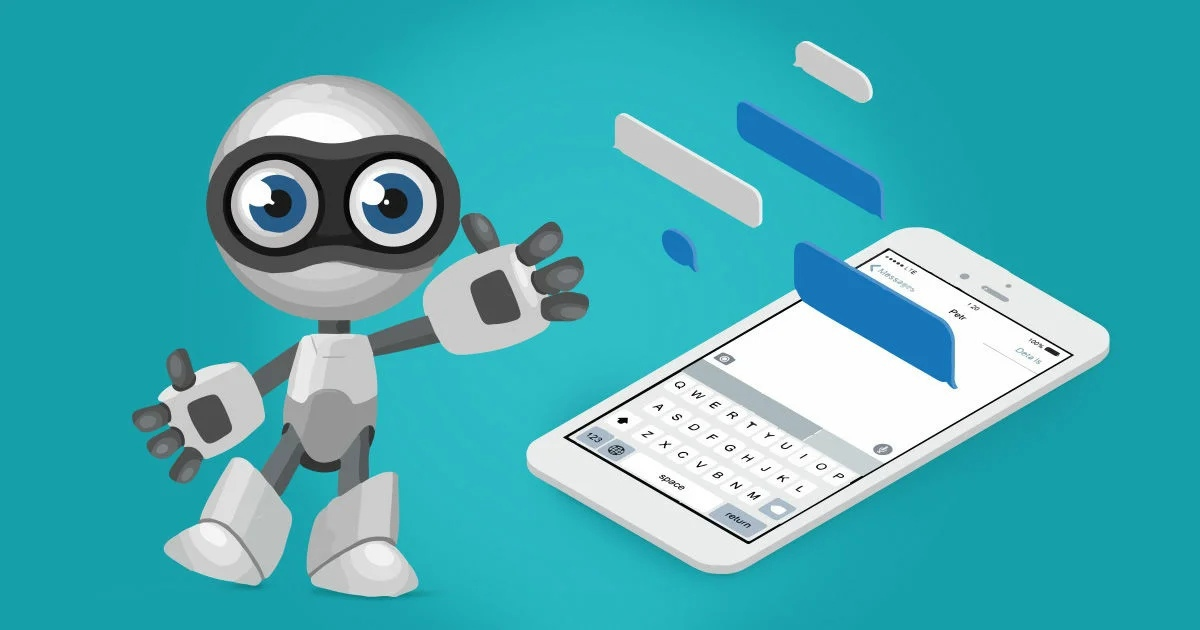 LTE
1:20
100%
Messages
Petr
Details
Q W E R T Y U I O P
A S D F G H J K L
Z X C V B N M
123
space
return